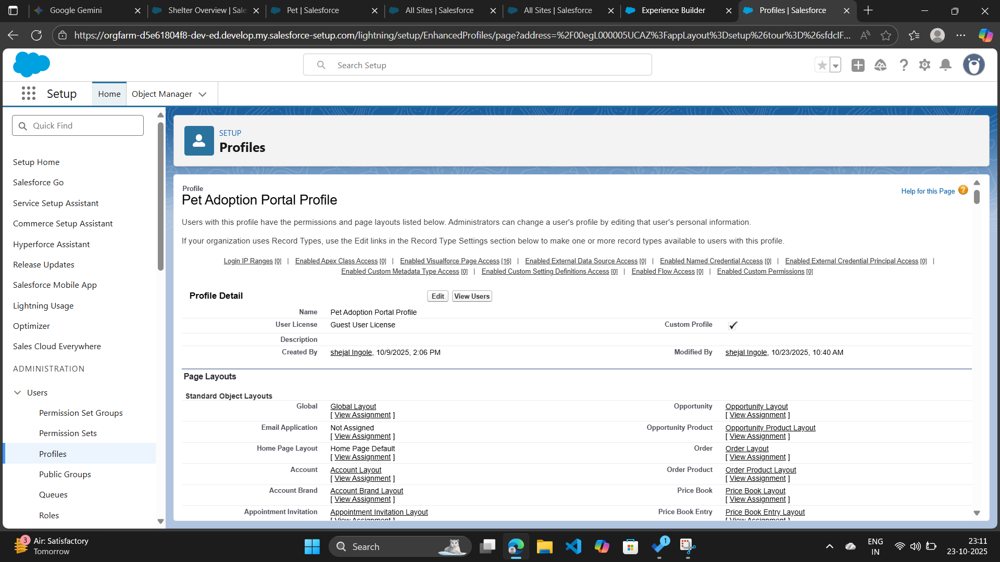 Google Gemini
Shelter Overview | Sale
Pet | Salesforce
All Sites | Salesforce
All Sites | Salesforce
Experience Builder
Profiles | Salesforce
https://orgfarm-d5e61804f8-dev-ed.develop.my.salesforce-setup.com/lightning/setup/EnhancedProfiles/page?address=%2F00egL000005UCAZ%3FappLayout%3Dsetup%26tour%3D%26sfdcIF...
Search Setup
Setup
Home
Object Manager
Quick Find
Setup Home
Salesforce Go
Service Setup Assistant
Commerce Setup Assistant
Hyperforce Assistant
Release Updates
Salesforce Mobile App
Lightning Usage
Optimizer
Sales Cloud Everywhere
ADMINISTRATION
Users
Permission Set Groups
Permission Sets
Profiles
Public Groups
Queues
Roles
SETUP
Profiles
Profile
Pet Adoption Portal Profile
Help for this Page ?
Users with this profile have the permissions and page layouts listed below. Administrators can change a user's profile by editing that user's personal information.
If your organization uses Record Types, use the Edit links in the Record Type Settings section below to make one or more record types available to users with this profile.
Login IP Ranges [0] | Enabled Apex Class Access [0] | Enabled Visualforce Page Access [16] | Enabled External Data Source Access [0] | Enabled Named Credential Access [0] | Enabled External Credential Principal Access [0] |
Enabled Custom Metadata Type Access [0] | Enabled Custom Setting Definitions Access [0] | Enabled Flow Access [0] | Enabled Custom Permissions [0]
Profile Detail Edit View Users
Name Pet Adoption Portal Profile
User License Guest User License Custom Profile ✓
Description
Created By shejal Ingole, 10/9/2025, 2:06 PM Modified By shejal Ingole, 10/23/2025, 10:40 AM
Page Layouts
Standard Object Layouts
Global Global Layout Opportunity Opportunity Layout
[ View Assignment ] [ View Assignment ]
Email Application Not Assigned Opportunity Product Opportunity Product Layout
[ View Assignment ] [ View Assignment ]
Home Page Layout Home Page Default Order Order Layout
[ View Assignment ] [ View Assignment ]
Account Account Layout Order Product Order Product Layout
[ View Assignment ] [ View Assignment ]
Account Brand Account Brand Layout Price Book Price Book Layout
[ View Assignment ] [ View Assignment ]
Appointment Invitation Appointment Invitation Layout Price Book Entry Price Book Entry Layout
[ View Assignment ] [ View Assignment ]
3
Air: Satisfactory
Tomorrow
Search
1
ENG
IN
23:11
23-10-2025